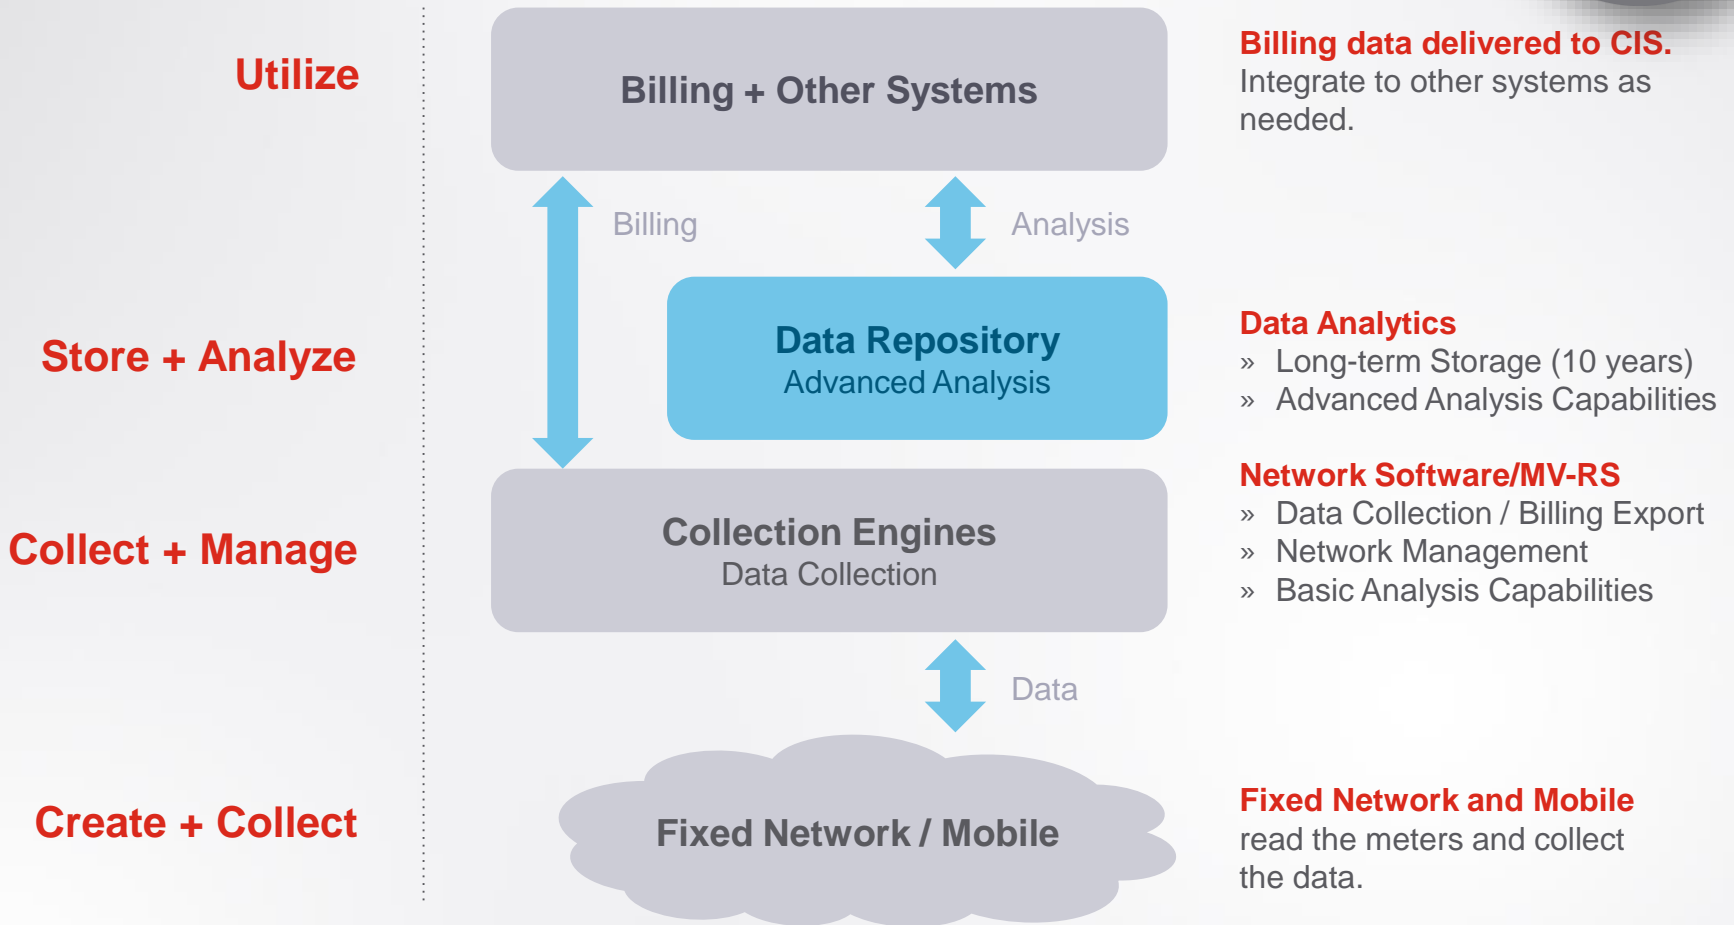 Utilize
Billing + Other Systems
Billing data delivered to CIS.
Integrate to other systems as
needed.
Billing
Analysis
Store + Analyze
Data Repository
Advanced Analysis
Data Analytics
» Long-term Storage (10 years)
» Advanced Analysis Capabilities
Collect + Manage
Collection Engines
Data Collection
Network Software/MV-RS
» Data Collection / Billing Export
» Network Management
» Basic Analysis Capabilities
Data
Create + Collect
Fixed Network / Mobile
Fixed Network and Mobile
read the meters and collect
the data.